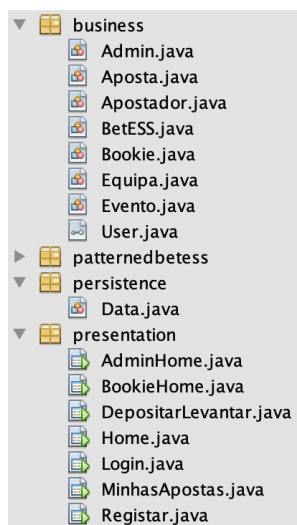 business
Admin.java
Aposta.java
Apostador.java
BetESS.java
Bookie.java
Equipa.java
Evento.java
User.java
patternedbetess
persistence
Data.java
presentation
AdminHome.java
BookieHome.java
DepositarLevantar.java
Home.java
Login.java
MinhasApostas.java
Registar.java